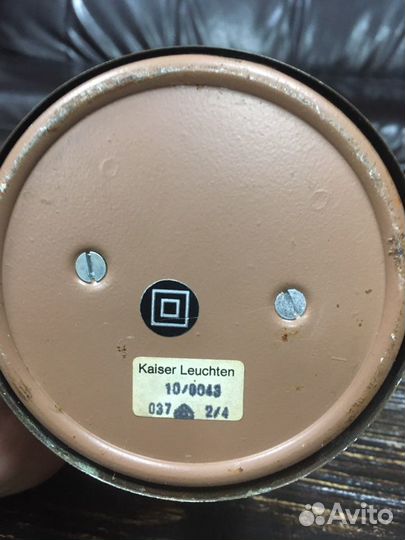 Kaiser Leuchten
10/0043
037 2/4
Avito